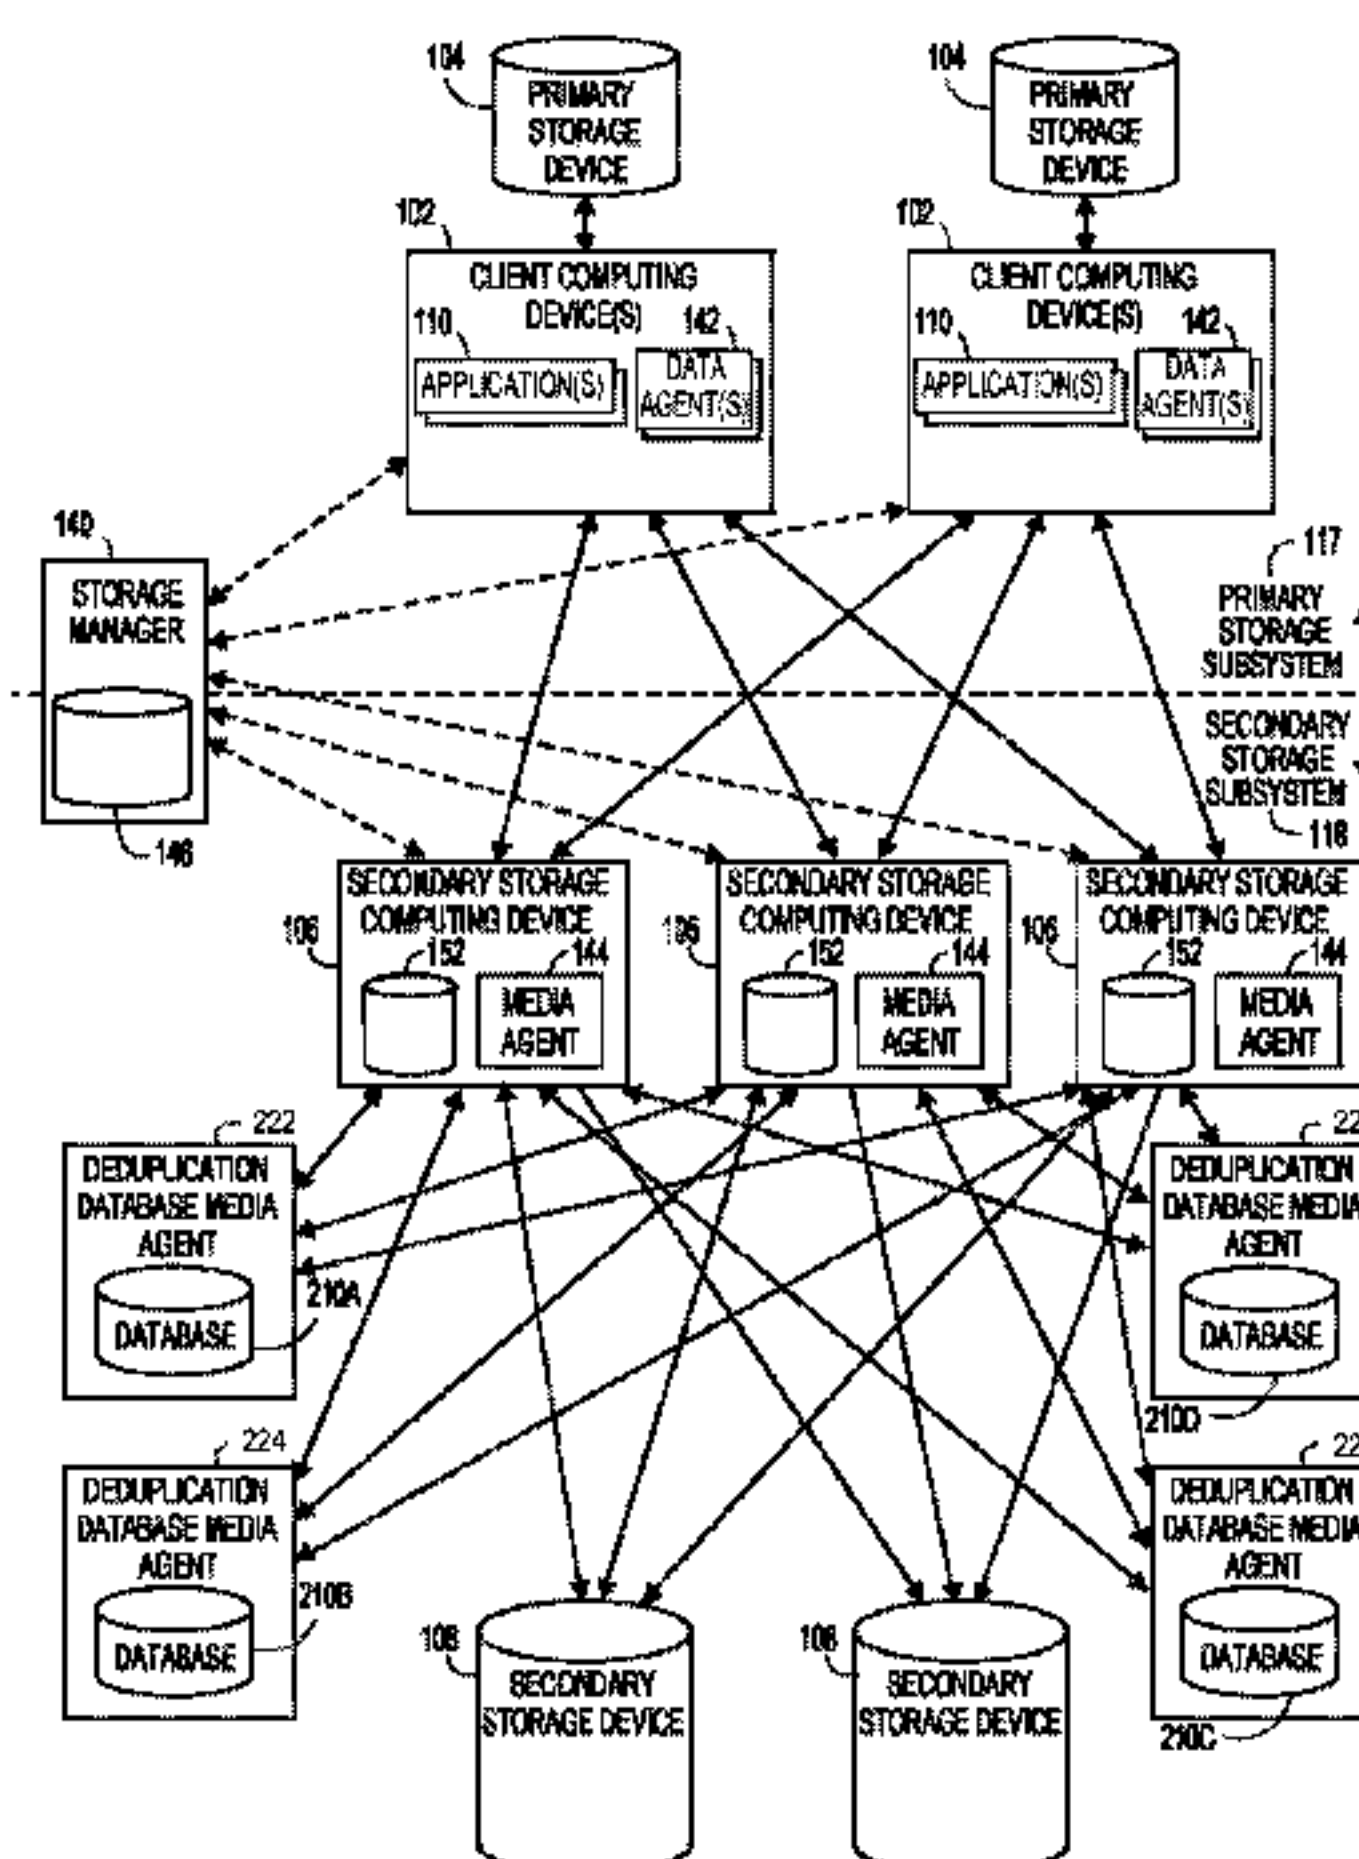 104
PRIMARY
STORAGE
DEVICE
104
PRIMARY
STORAGE
DEVICE
102
CLIENT COMPUTING
DEVICE(S)
110
APPLICATION(S)
142
DATA
AGENT(S)
102
CLIENT COMPUTING
DEVICE(S)
110
APPLICATION(S)
142
DATA
AGENT(S)
140
STORAGE
MANAGER
146
117
PRIMARY
STORAGE
SUBSYSTEM
SECONDARY
STORAGE
SUBSYSTEM
118
106
SECONDARY STORAGE
COMPUTING DEVICE
152
144
MEDIA
AGENT
106
SECONDARY STORAGE
COMPUTING DEVICE
152
144
MEDIA
AGENT
106
SECONDARY STORAGE
COMPUTING DEVICE
152
144
MEDIA
AGENT
222
DEDUPLICATION
DATABASE MEDIA
AGENT
DATABASE
210A
22
DEDUPLICATION
DATABASE MEDIA
AGENT
DATABASE
210D
224
DEDUPLICATION
DATABASE MEDIA
AGENT
DATABASE
210B
22
DEDUPLICATION
DATABASE MEDIA
AGENT
DATABASE
210C
108
SECONDARY
STORAGE DEVICE
108
SECONDARY
STORAGE DEVICE